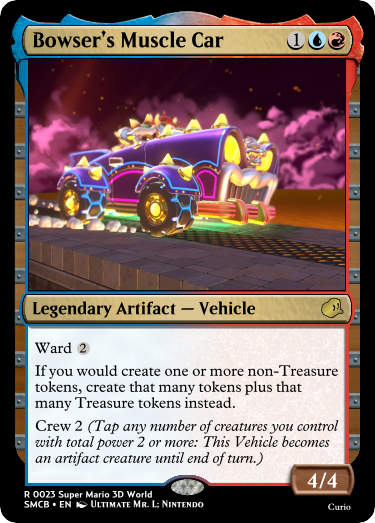 Bowser's Muscle Car 1
Legendary Artifact — Vehicle
Ward 2
If you would create one or more non-Treasure
tokens, create that many tokens plus that
many Treasure tokens instead.
Crew 2 (Tap any number of creatures you control
with total power 2 or more: This Vehicle becomes
an artifact creature until end of turn.)
4/4
R 0023 Super Mario 3D World
SMCB • EN Ultimate Mr. L; Nintendo
Curio